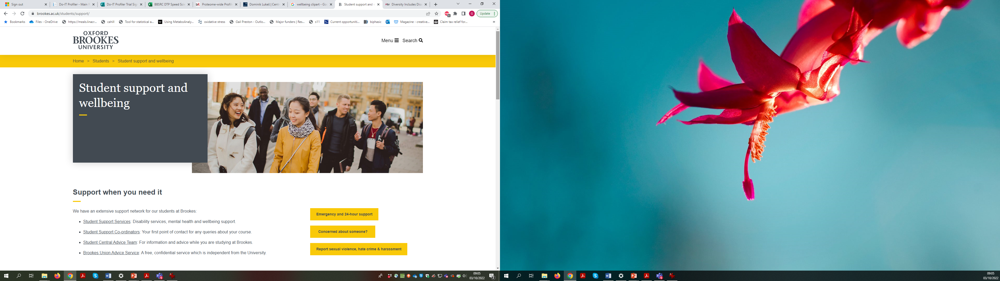 Sign out
Do-IT Profiler - Main F
Do-IT Profiler Trial Sig
BBSRC DTP Speed Scie
Proteome-wide Profili
Dominik Lukeš | Centr
wellbeing clipart - Goo
Student support and
Diversity Includes Disa
brookes.ac.uk/students/support/
Update
Bookmarks
Files - OneDrive
https://meals.linacr...
cahill
Tool for statistical a...
Using MetaboAnaly...
oxidative stress
Gail Preston - Outlo...
Major funders | Res...
s11
Current opportuniti...
biphasic
Magazine - creative...
Claim tax relief for...
OXFORD
BROOKES
UNIVERSITY
Menu
Search
Home > Students > Student support and wellbeing
Student support and
wellbeing
Support when you need it
We have an extensive support network for our students at Brookes:
Student Support Services: Disability services, mental health and wellbeing support.
Student Support Co-ordinators: Your first point of contact for any queries about your course.
Student Central Advice Team: For information and advice while you are studying at Brookes.
Brookes Union Advice Service: A free, confidential service which is independent from the University.
Emergency and 24-hour support
Concerned about someone?
Report sexual violence, hate crime & harassment
09:05
03/10/2022
09:05
03/10/2022